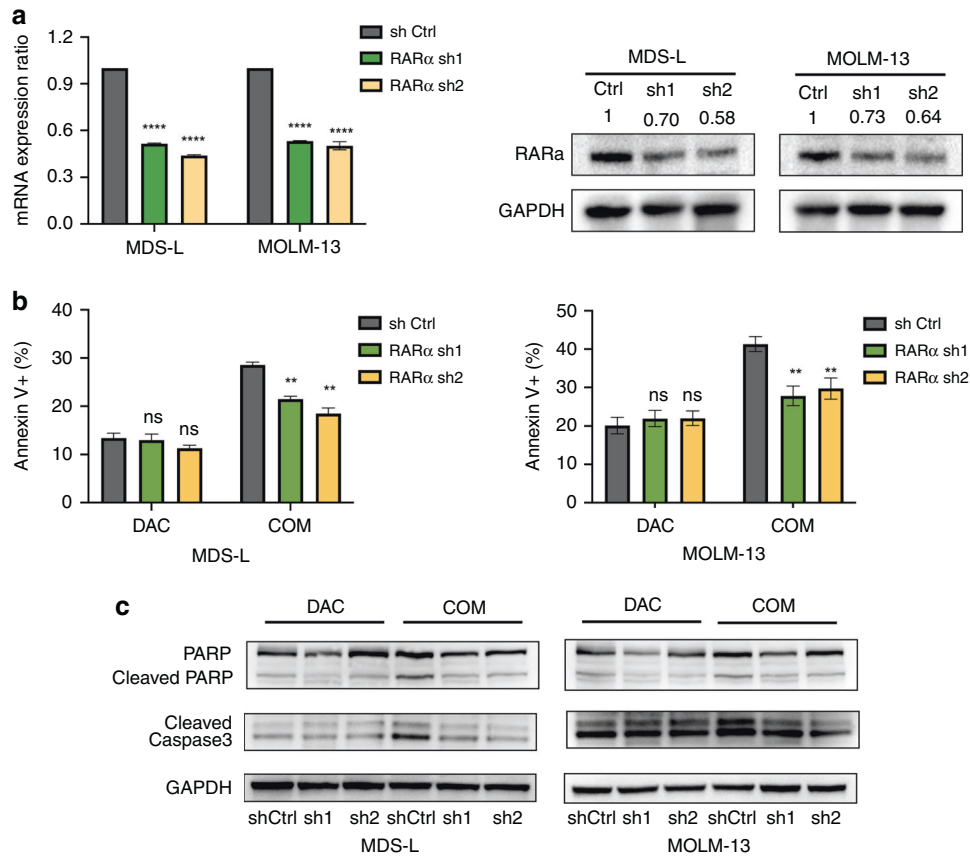 a
mRNA expression ratio
1.2
0.9
0.6
0.3
0.0
**** **** **** ****
MDS-L MOLM-13
sh Ctrl
RARα sh1
RARα sh2
MDS-L MOLM-13
Ctrl sh1 sh2 Ctrl sh1 sh2
1 0.70 0.58 1 0.73 0.64
RARa
GAPDH
b
Annexin V+ (%)
40
30
20
10
0
ns ns ** **
DAC COM
MDS-L
sh Ctrl
RARα sh1
RARα sh2
Annexin V+ (%)
50
40
30
20
10
0
ns ns ** **
DAC COM
MOLM-13
sh Ctrl
RARα sh1
RARα sh2
c
DAC COM DAC COM
PARP
Cleaved PARP
Cleaved
Caspase3
GAPDH
shCtrl sh1 sh2 shCtrl sh1 sh2 shCtrl sh1 sh2 shCtrl sh1 sh2
MDS-L MOLM-13